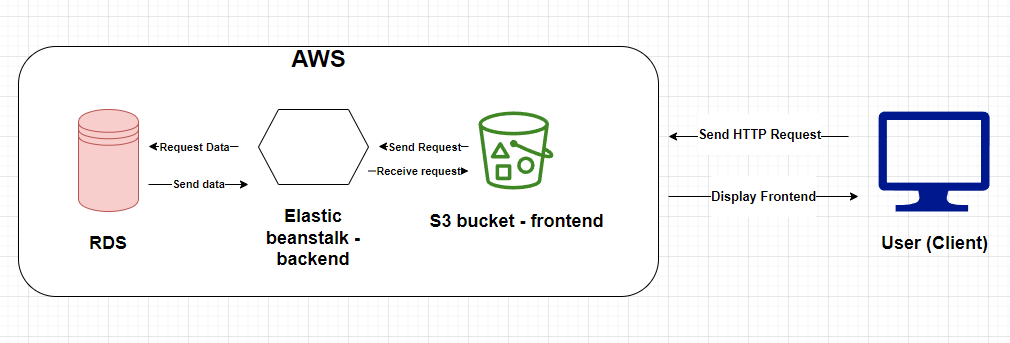 AWS
Request Data
Send data
Send Request
Receive request
Send HTTP Request
Display Frontend
RDS
Elastic
beanstalk -
backend
S3 bucket - frontend
User (Client)